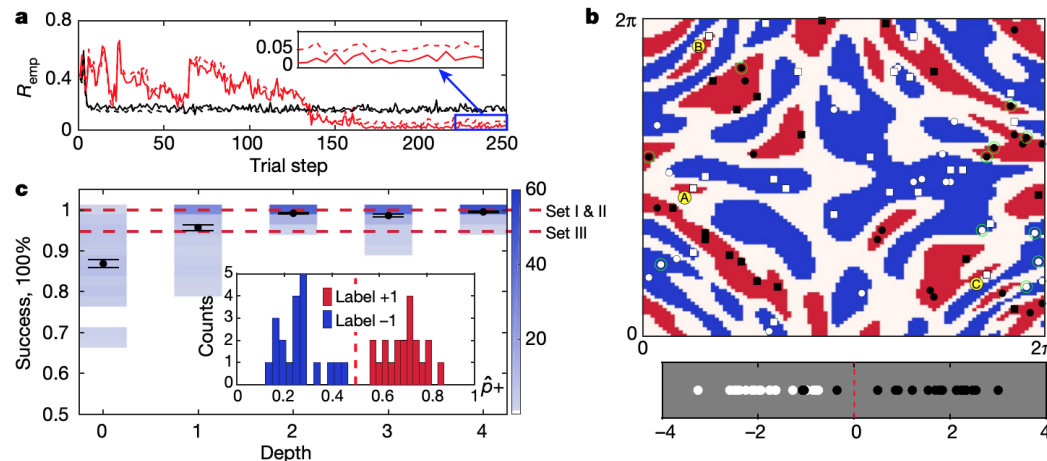 a
R_emp
0.8
0.4
0
0.05
0
0 50 100 150 200 250
Trial step
b
2π
B
A
C
0
0 2π
−4 −2 0 2 4
c
Success, 100%
1
0.9
0.8
0.7
0.6
0.5
60
40
20
Set I & II
Set III
Counts
5
4
3
2
1
0
Label +1
Label −1
0 0.2 0.4 0.6 0.8 1
p̂+
0 1 2 3 4
Depth